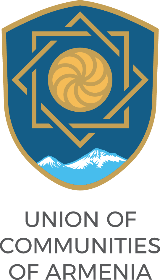 UNION OF
COMMUNITIES
OF ARMENIA